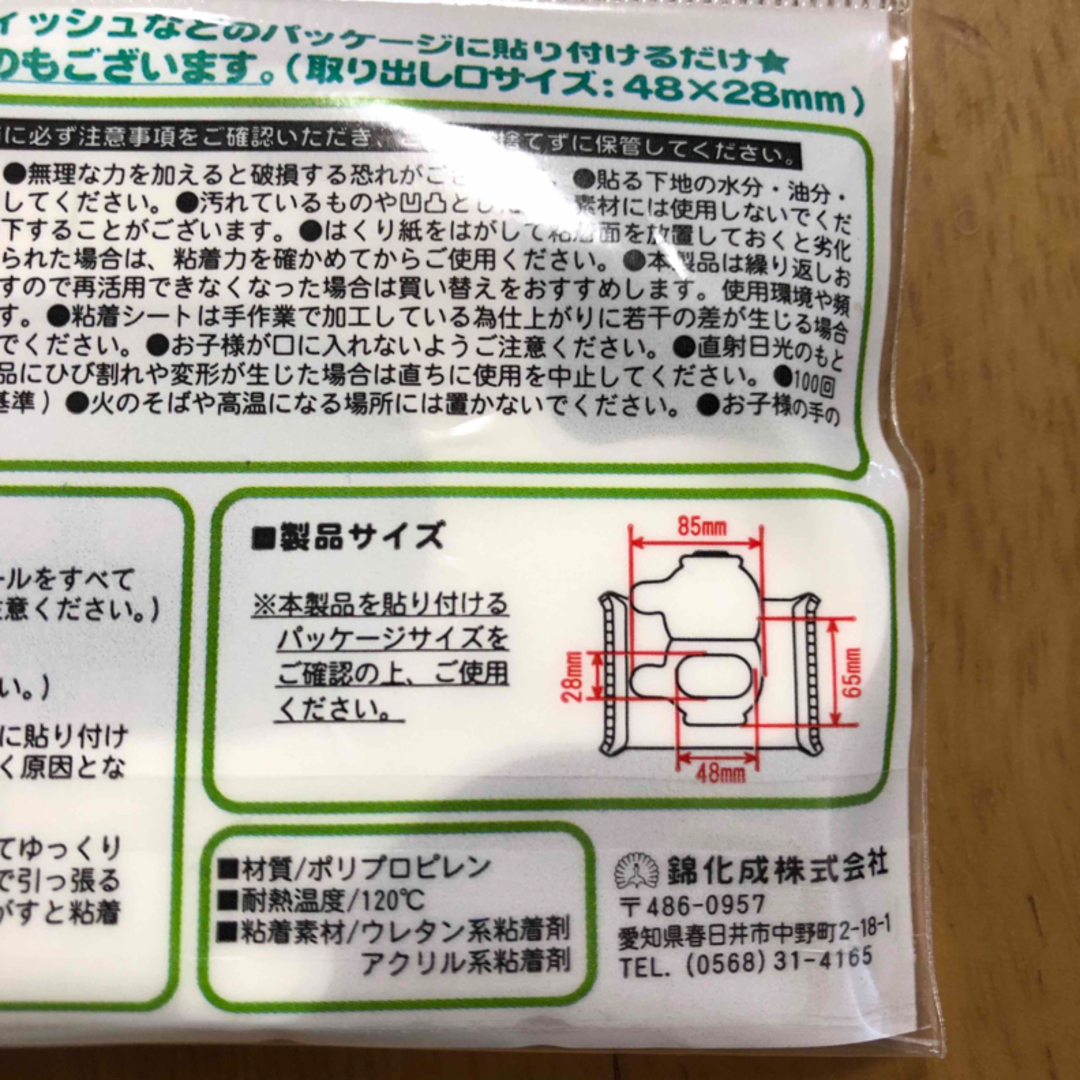 ィッシュなどのパッケージに貼り付けるだけ★
のもございます。(取り出し口サイズ:48×28mm)
に必ず注意事項をご確認いただき、 捨てずに保管してください。
●無理な力を加えると破損する恐れがご ●貼る下地の水分・油分・
してください。●汚れているものや凹凸とし 素材には使用しないでくだ
下することがございます。●はくり紙をはがして粘着面を放置しておくと劣化
られた場合は、粘着力を確かめてからご使用ください。●本製品は繰り返しお
すので再活用できなくなった場合は買い替えをおすすめします。使用環境や頻
す。●粘着シートは手作業で加工している為仕上がりに若干の差が生じる場合
でください。●お子様が口に入れないようご注意ください。●直射日光のもと
品にひび割れや変形が生じた場合は直ちに使用を中止してください。●100回
基準)●火のそばや高温になる場所には置かないでください。●お子様の手の
ールをすべて
注意ください。)
い。)
に貼り付け
く原因とな
てゆっくり
で引っ張る
がすと粘着
■製品サイズ
※本製品を貼り付ける
パッケージサイズを
ご確認の上、ご使用
ください。
85mm
28mm
65mm
48mm
■材質/ポリプロピレン
■耐熱温度/120℃
■粘着素材/ウレタン系粘着剤
アクリル系粘着剤
錦化成株式会社
〒486-0957
愛知県春日井市中野町2-18-1
TEL. (0568)31-4165